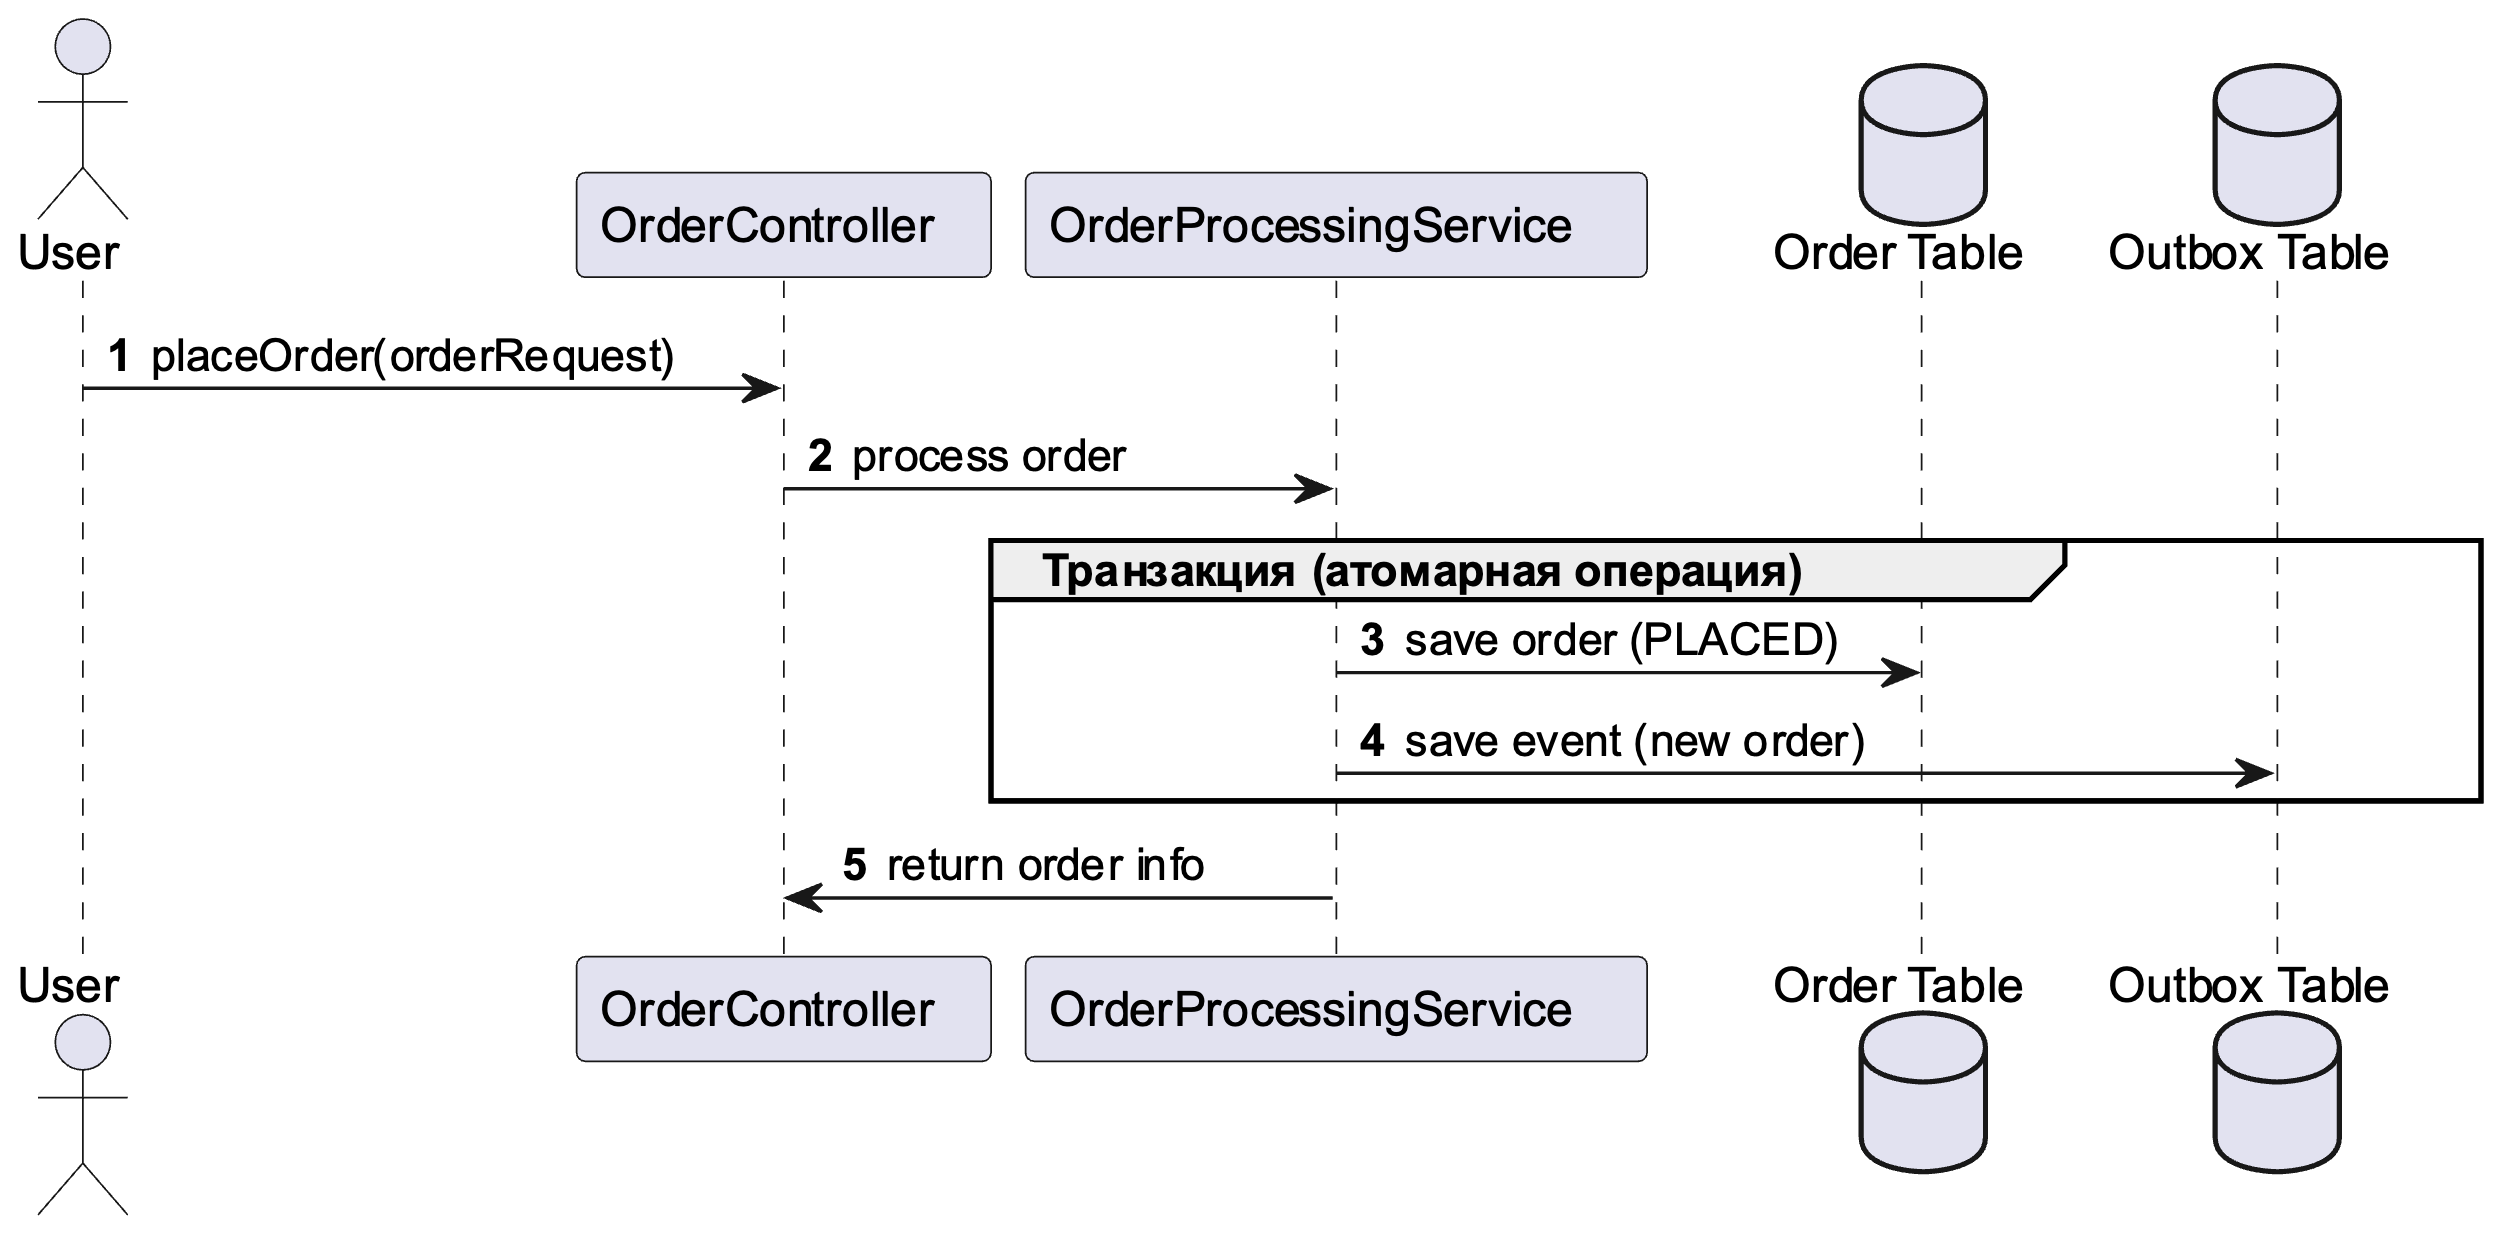 User
OrderController
OrderProcessingService
Order Table
Outbox Table
1 placeOrder(orderRequest)
2 process order
Транзакция (атомарная операция)
3 save order (PLACED)
4 save event (new order)
5 return order info
User
OrderController
OrderProcessingService
Order Table
Outbox Table